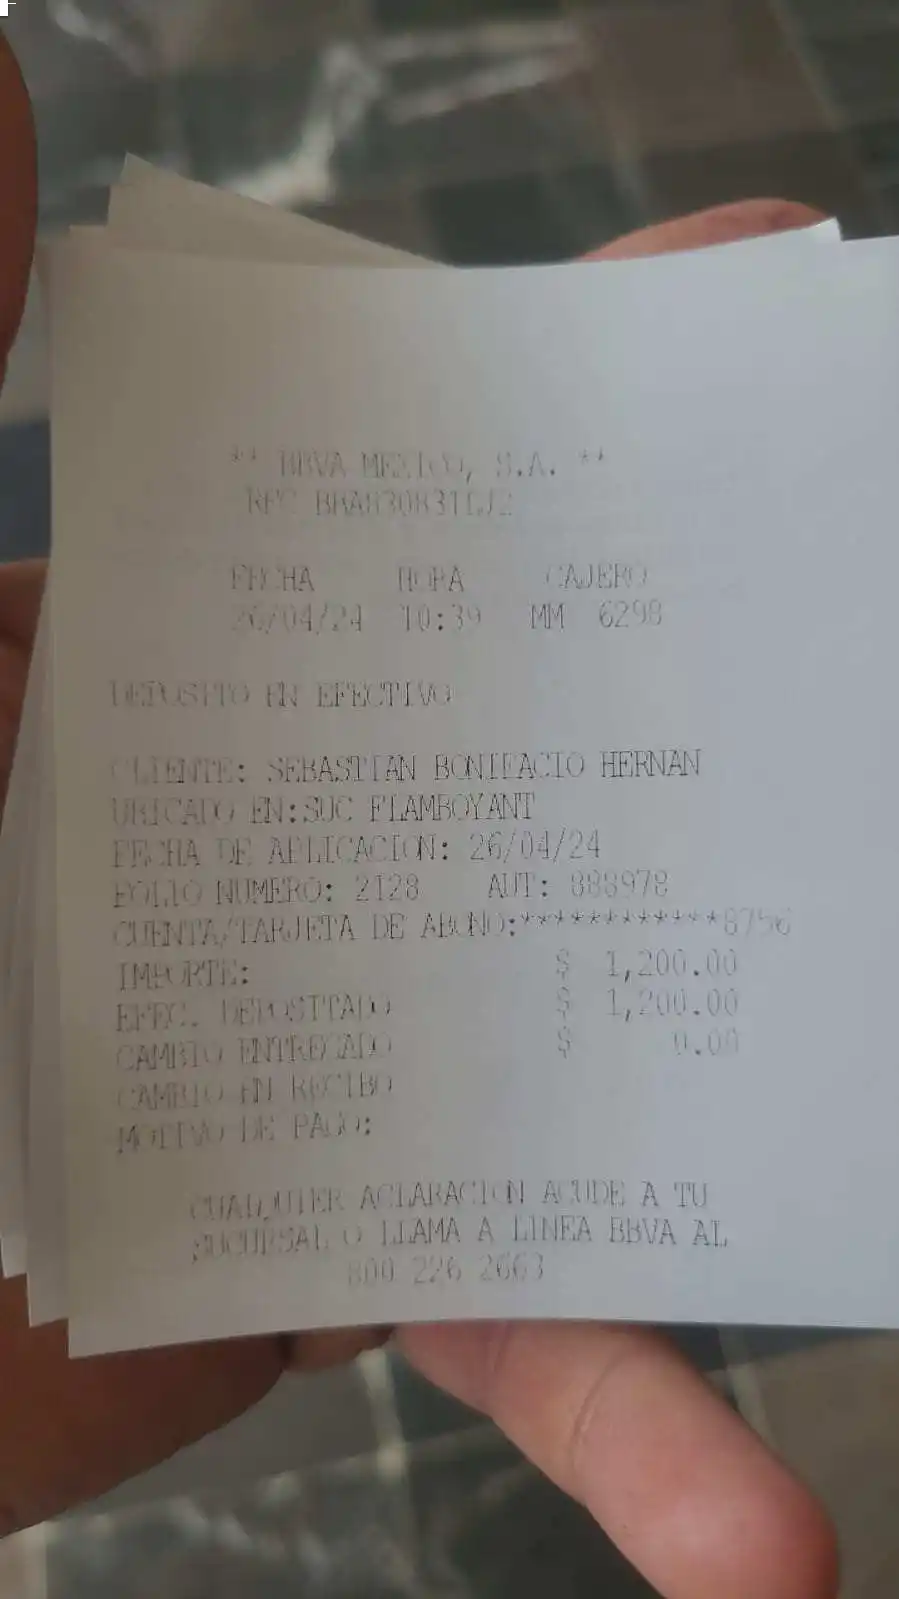 ** BBVA MEXICO, S.A. **
RFC BBA830831LJ2
FECHA HORA CAJERO
26/04/24 10:39 MM 6298
DEPOSITO EN EFECTIVO
CLIENTE: SEBASTIAN BONIFACIO HERNAN
UBICADO EN:SUC FLAMBOYANT
FECHA DE APLICACION: 26/04/24
FOLIO NUMERO: 2128 AUT: 888978
CUENTA/TARJETA DE ABONO:************8756
IMPORTE: $ 1,200.00
EFEC. DEPOSITADO $ 1,200.00
CAMBIO ENTREGADO $ 0.00
CAMBIO EN RECIBO
MOTIVO DE PAGO:
CUALQUIER ACLARACION ACUDE A TU
SUCURSAL O LLAMA A LINEA BBVA AL
800 226 2663